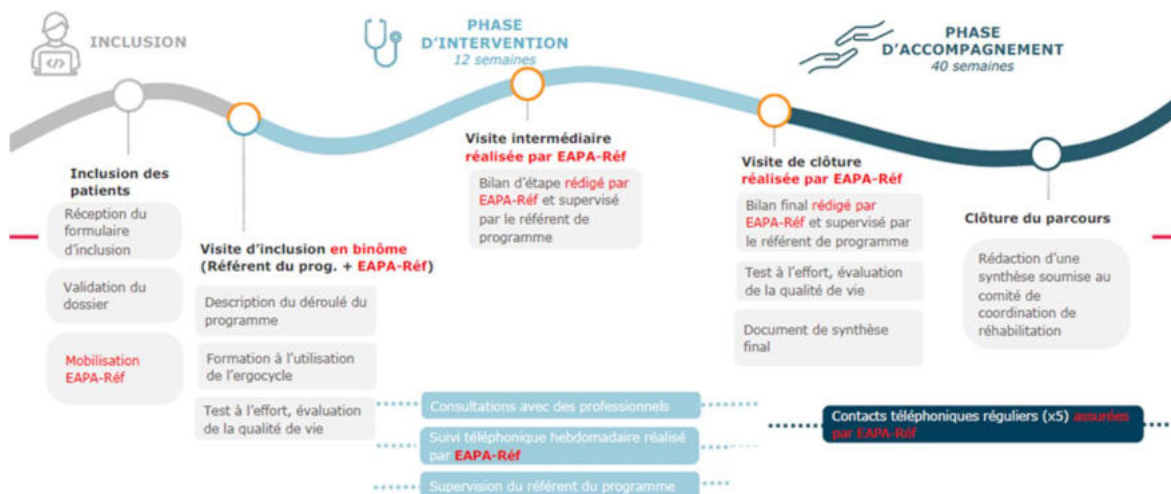 INCLUSION
PHASE
D'INTERVENTION
12 semaines
PHASE
D'ACCOMPAGNEMENT
40 semaines
</>
Inclusion des
patients
Réception du
formulaire
d'inclusion
Validation du
dossier
Mobilisation
EAPA-Réf
Visite d'inclusion en binôme
(Référent du prog. + EAPA-Réf)
Description du déroulé du
programme
Formation à l'utilisation
de l'ergocycle
Test à l'effort, évaluation
de la qualité de vie
Visite intermédiaire
réalisée par EAPA-Réf
Bilan d'étape rédigé par
EAPA-Réf et supervisé
par le référent de
programme
Consultations avec des professionnels
Suivi téléphonique hebdomadaire réalisé
par EAPA-Réf
Supervision du référent du programme
Visite de clôture
réalisée par EAPA-Réf
Bilan final rédigé par
EAPA-Réf et supervisé par
le référent de programme
Test à l'effort, évaluation
de la qualité de vie
Document de synthèse
final
Clôture du parcours
Rédaction d'une
synthèse soumise au
comité de
coordination de
réhabilitation
Contacts téléphoniques réguliers (x5) assurées
par EAPA-Réf